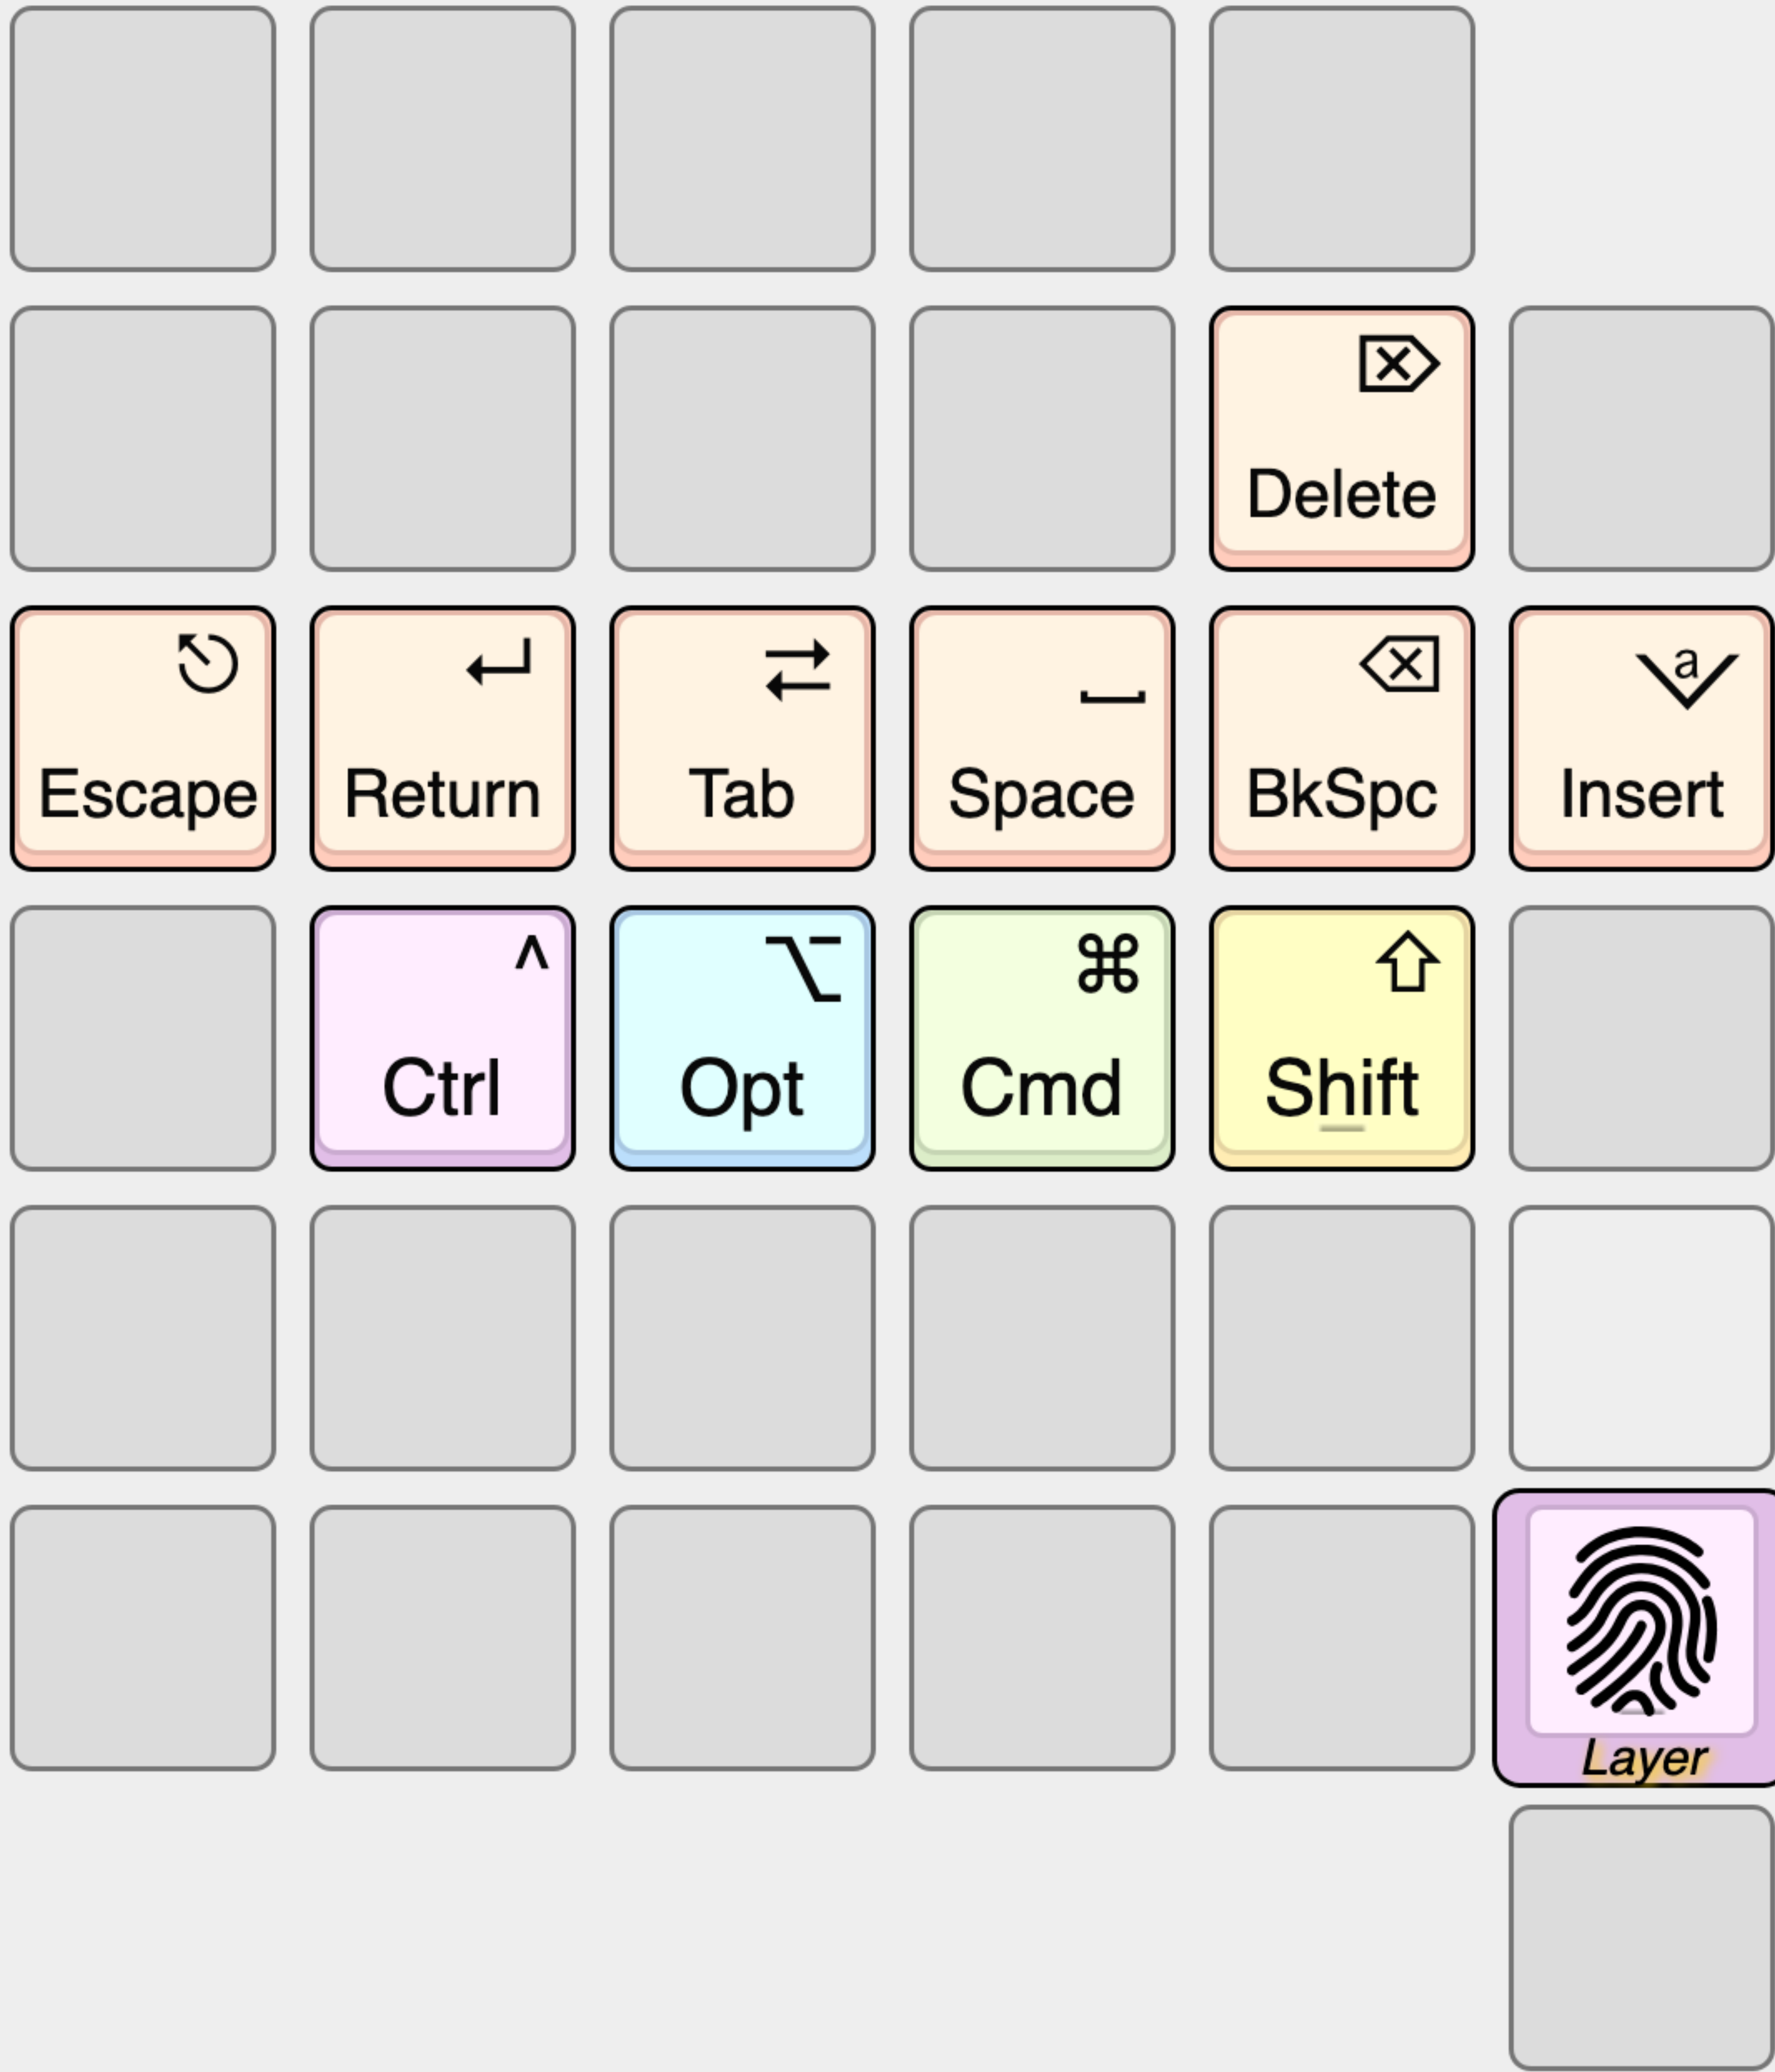 Delete
Escape Return Tab Space BkSpc a Insert
^ ⌥ ⌘ ⇧
Ctrl Opt Cmd Shift
Layer